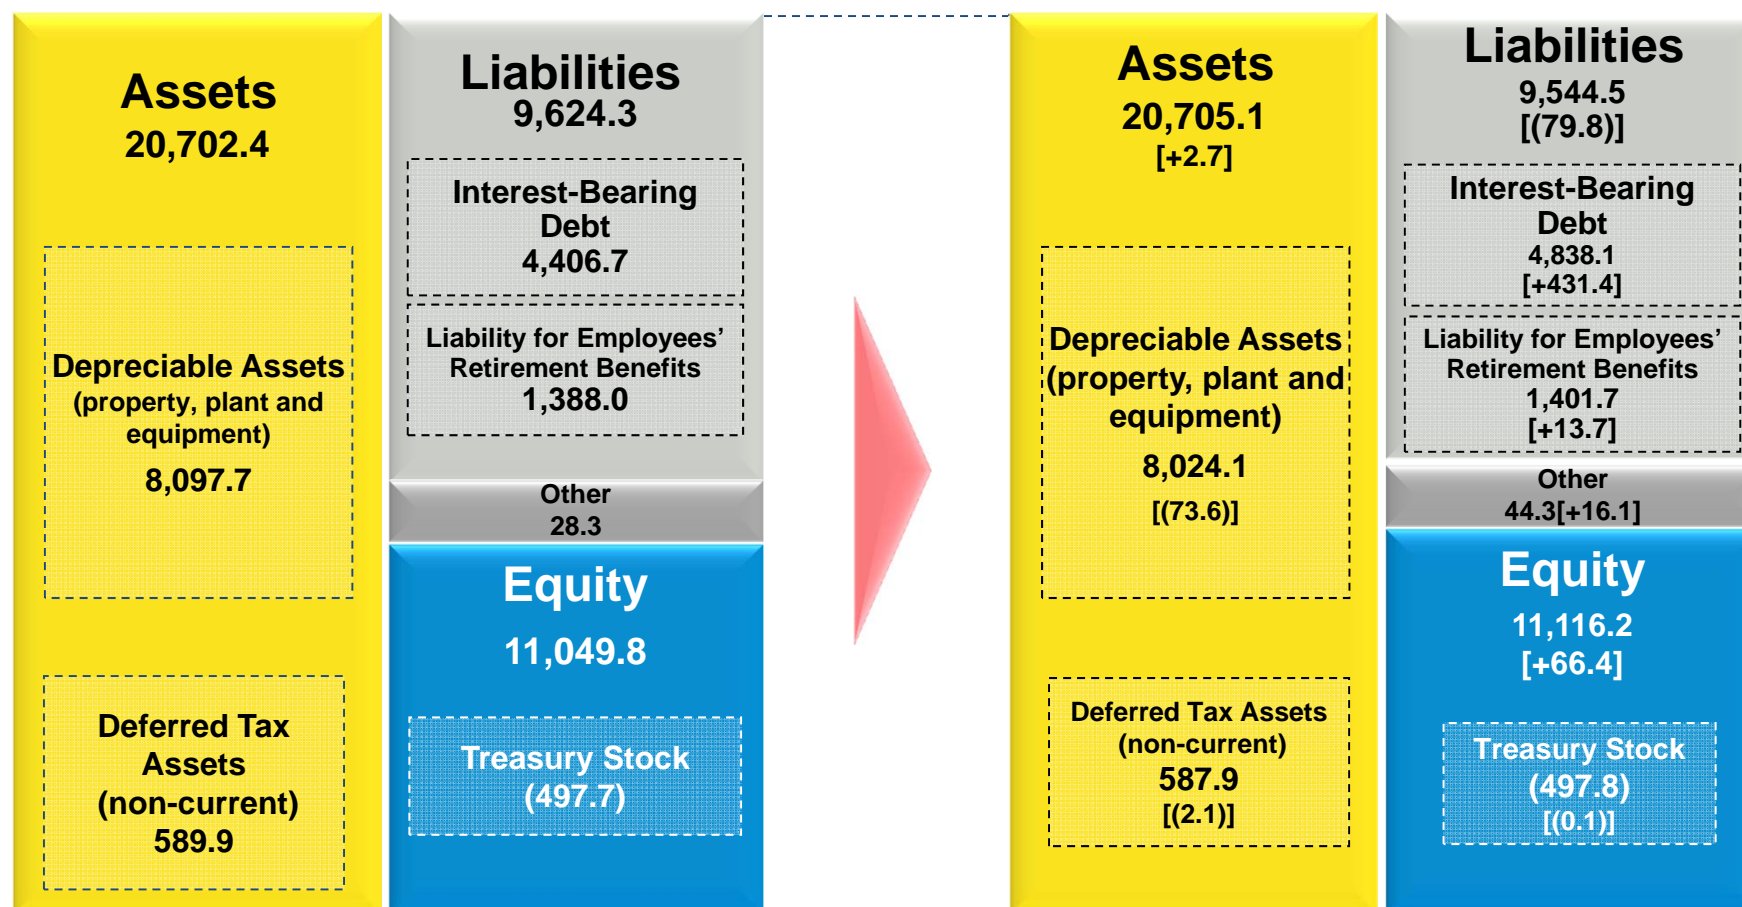 Assets
20,702.4
Depreciable Assets
(property, plant and
equipment)
8,097.7
Deferred Tax
Assets
(non-current)
589.9
Liabilities
9,624.3
Interest-Bearing
Debt
4,406.7
Liability for Employees’
Retirement Benefits
1,388.0
Other
28.3
Equity
11,049.8
Treasury Stock
(497.7)
Assets
20,705.1
[+2.7]
Depreciable Assets
(property, plant and
equipment)
8,024.1
[(73.6)]
Deferred Tax Assets
(non-current)
587.9
[(2.1)]
Liabilities
9,544.5
[(79.8)]
Interest-Bearing
Debt
4,838.1
[+431.4]
Liability for Employees’
Retirement Benefits
1,401.7
[+13.7]
Other
44.3[+16.1]
Equity
11,116.2
[+66.4]
Treasury Stock
(497.8)
[(0.1)]